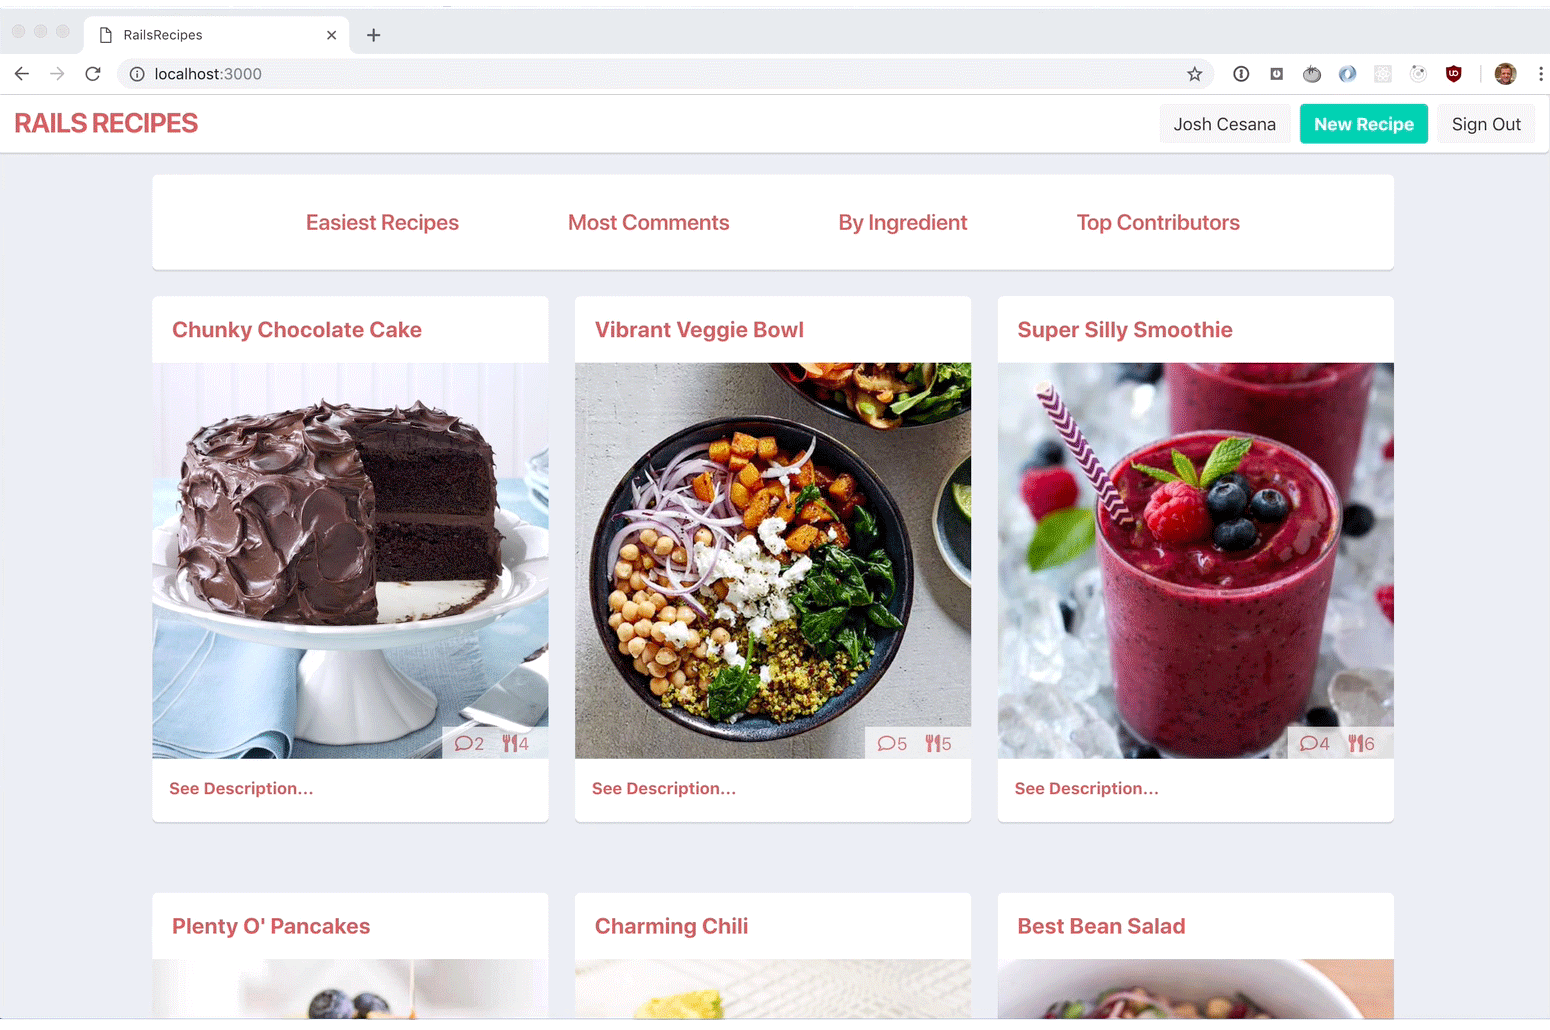 RailsRecipes
localhost:3000
RAILS RECIPES
Josh Cesana
New Recipe
Sign Out
Easiest Recipes
Most Comments
By Ingredient
Top Contributors
Chunky Chocolate Cake
Vibrant Veggie Bowl
Super Silly Smoothie
2 4
5 5
4 6
See Description...
See Description...
See Description...
Plenty O' Pancakes
Charming Chili
Best Bean Salad